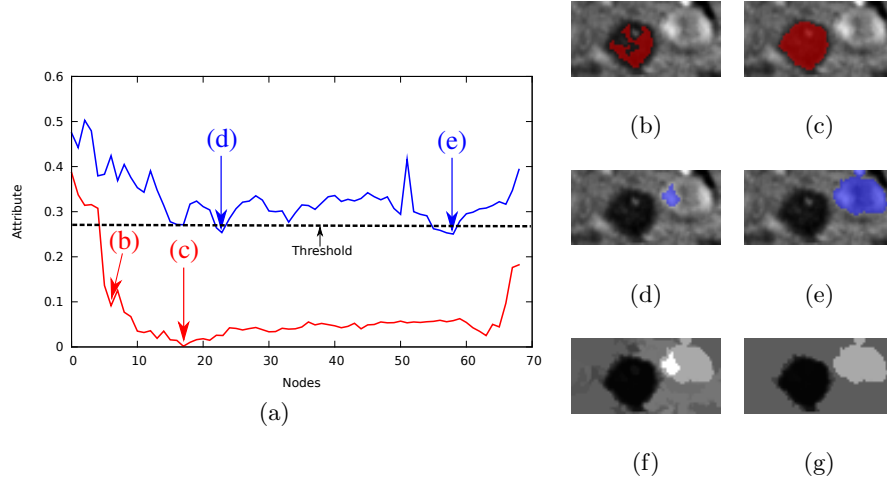 0.6
0.5
0.4
0.3
0.2
0.1
0
Attribute
0 10 20 30 40 50 60 70
Nodes
(d)
(e)
(b)
(c)
Threshold
(a)
(b) (c)
(d) (e)
(f) (g)